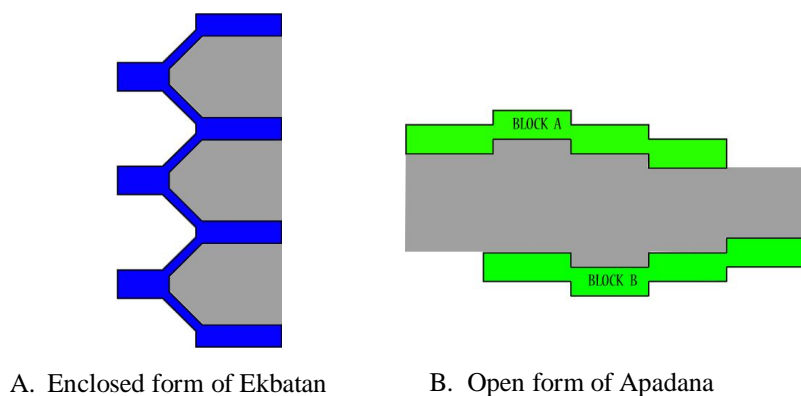 BLOCK A
BLOCK B
A. Enclosed form of Ekbatan
B. Open form of Apadana